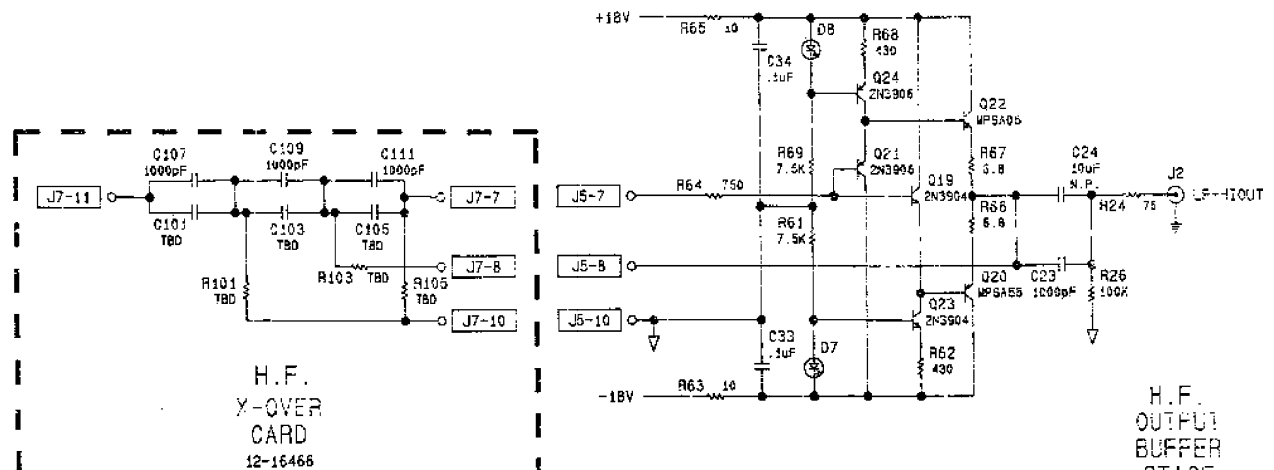 +18V
R65 10
D8
R68
430
C34
.1uF
Q24
2N3906
Q22
MPSA05
C107
1000pF
C109
1000pF
C111
1000pF
R69
7.5K
Q21
2N3906
R67
6.8
C24
10uF
N.P.
J2
J7-11
J7-7
J5-7
R64 750
Q19
2N3904
R24
75
C101
TBD
C103
TBD
C105
TBD
R61
7.5K
R66
6.8
R101
TBD
R103 TBD
R105
TBD
J7-8
J5-8
Q20
MPSA55
C23
1000pF
R26
100K
J7-10
J5-10
Q23
2N3904
C33
.1uF
D7
R62
430
-18V
R63 10
H.F.
X-OVER
CARD
12-16466
H.F.
OUTPUT
BUFFER